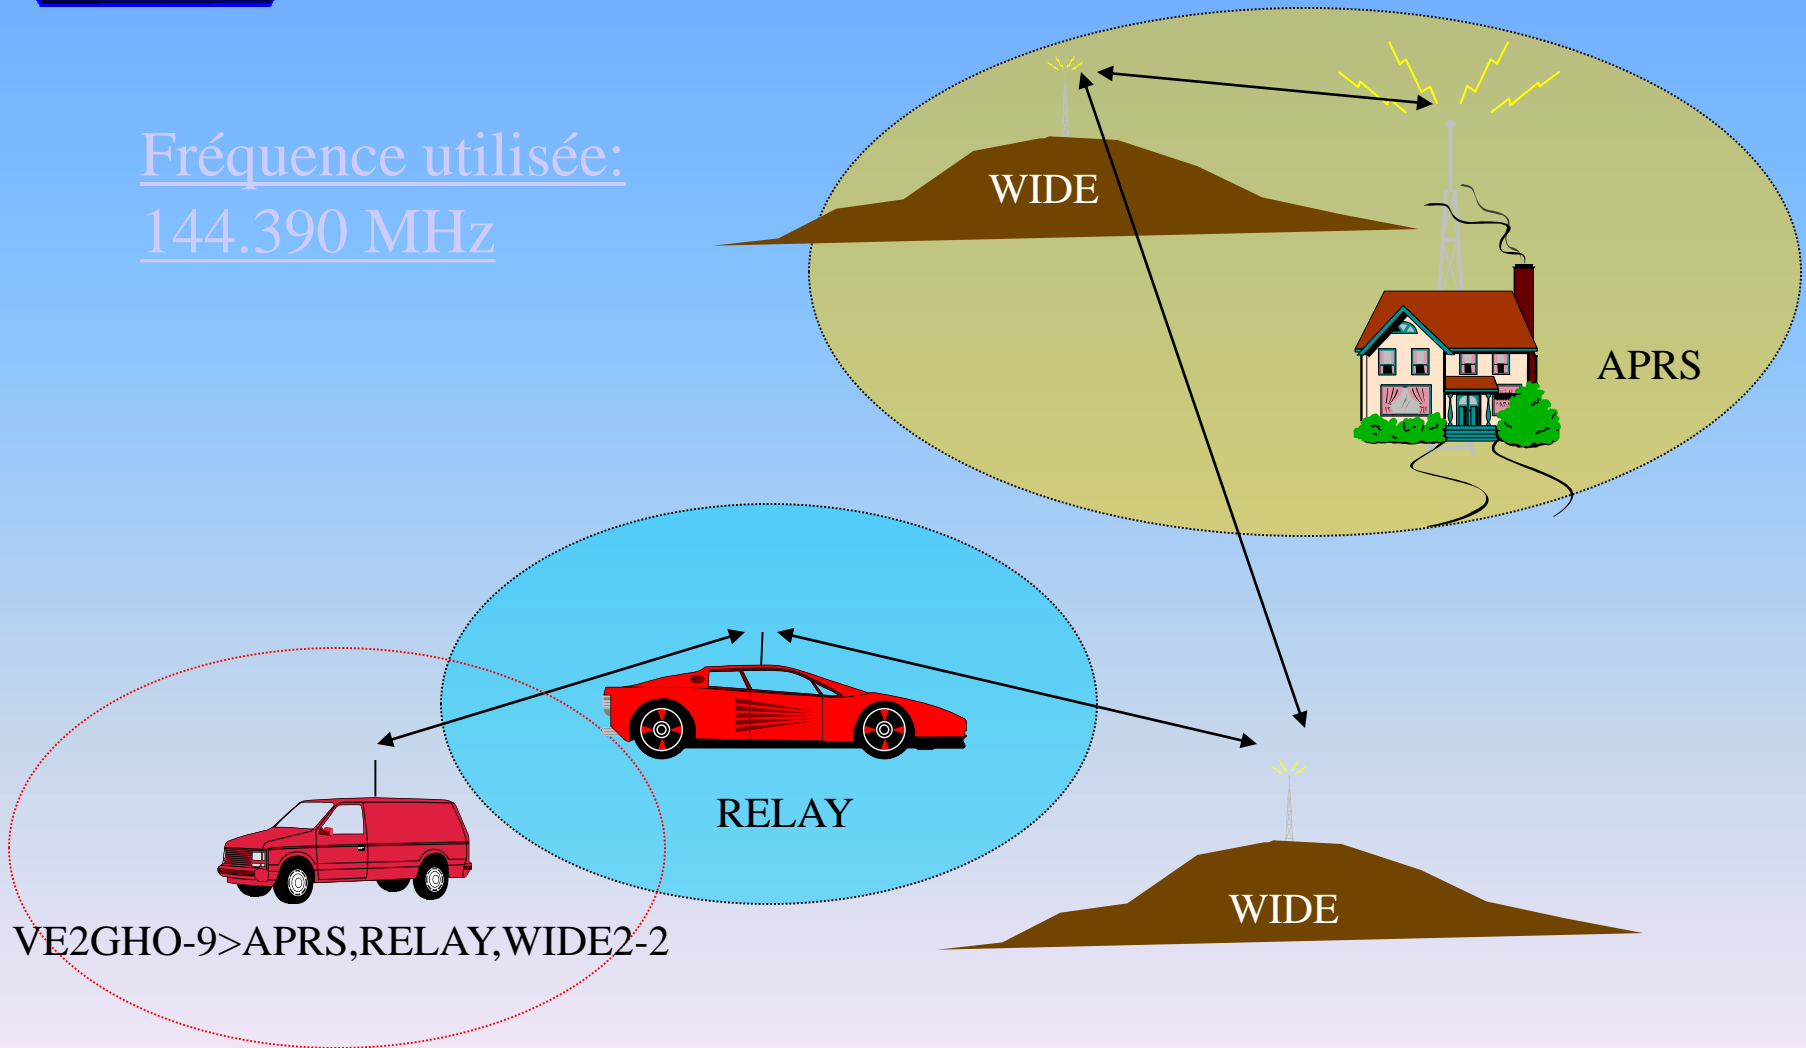 Fréquence utilisée:
144.390 MHz
WIDE
APRS
RELAY
WIDE
VE2GHO-9>APRS,RELAY,WIDE2-2